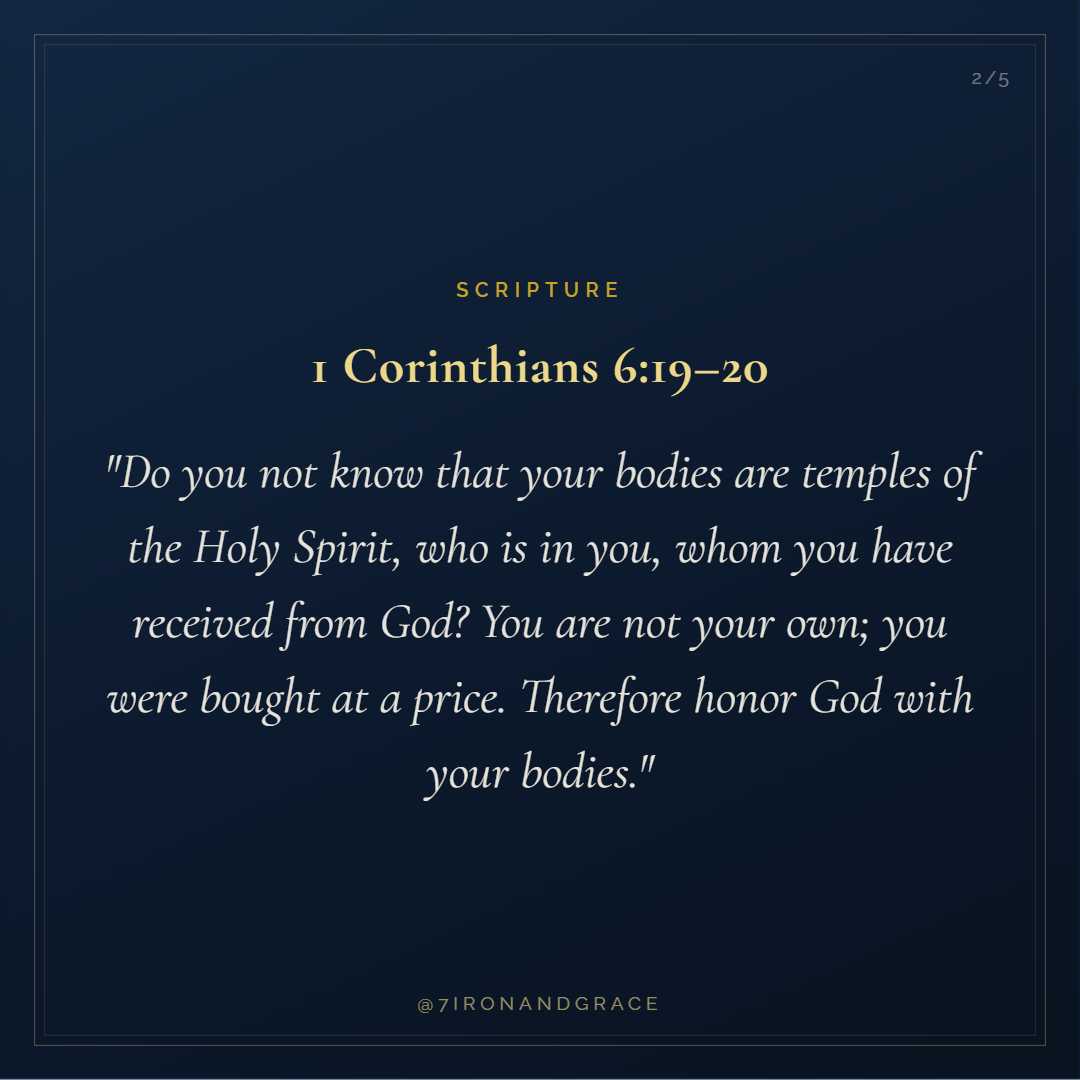 2/5
SCRIPTURE
1 Corinthians 6:19–20
"Do you not know that your bodies are temples of
the Holy Spirit, who is in you, whom you have
received from God? You are not your own; you
were bought at a price. Therefore honor God with
your bodies."
@7IRONANDGRACE